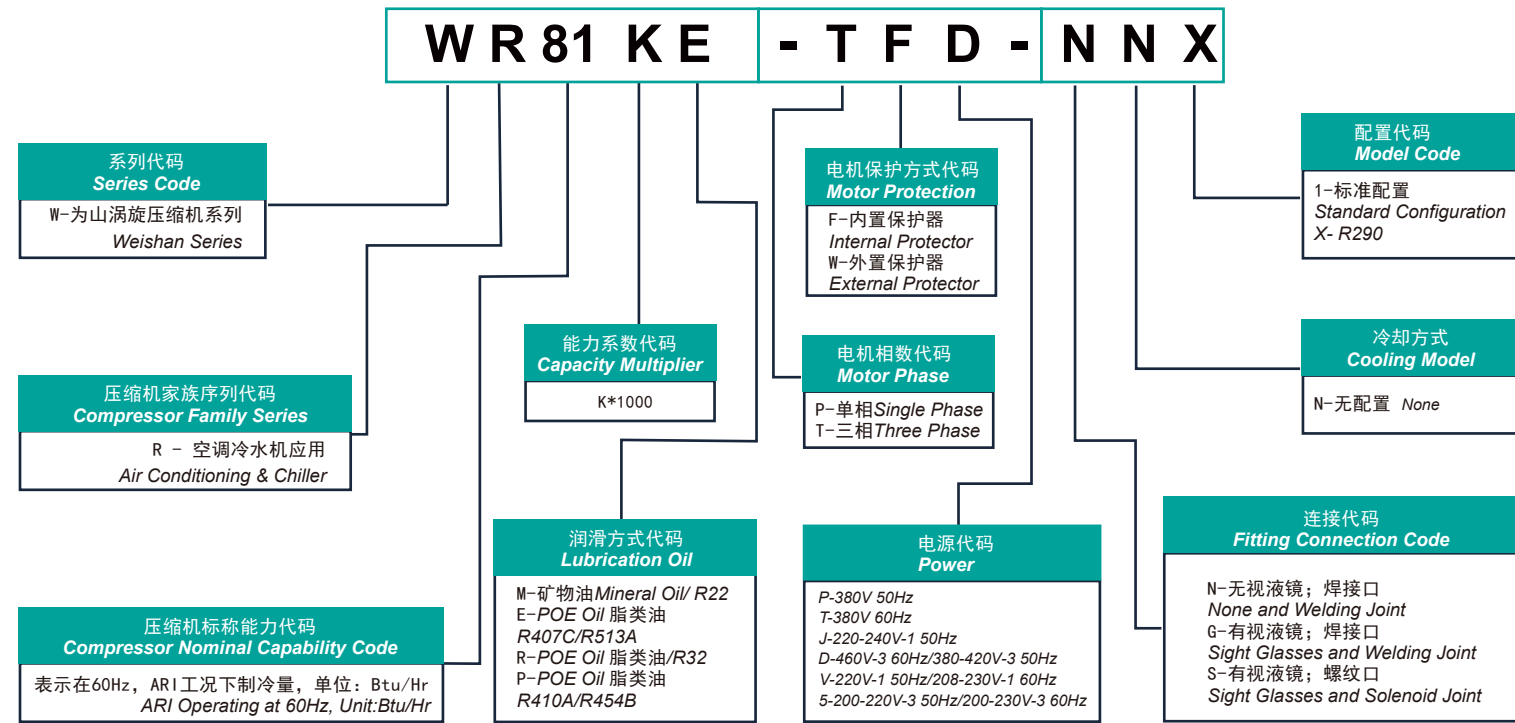 WR81KE-TFD-NNX
系列代码
Series Code
W-为山涡旋压缩机系列
Weishan Series
压缩机家族序列代码
Compressor Family Series
R - 空调冷水机应用
Air Conditioning & Chiller
压缩机标称能力代码
Compressor Nominal Capability Code
表示在60Hz, ARI工况下制冷量, 单位: Btu/Hr
ARI Operating at 60Hz, Unit:Btu/Hr
能力系数代码
Capacity Multiplier
K*1000
润滑方式代码
Lubrication Oil
M-矿物油Mineral Oil/ R22
E-POE Oil 脂类油
R407C/R513A
R-POE Oil 脂类油/R32
P-POE Oil 脂类油
R410A/R454B
电机保护方式代码
Motor Protection
F-内置保护器
Internal Protector
W-外置保护器
External Protector
电机相数代码
Motor Phase
P-单相Single Phase
T-三相Three Phase
电源代码
Power
P-380V 50Hz
T-380V 60Hz
J-220-240V-1 50Hz
D-460V-3 60Hz/380-420V-3 50Hz
V-220V-1 50Hz/208-230V-1 60Hz
5-200-220V-3 50Hz/200-230V-3 60Hz
配置代码
Model Code
1-标准配置
Standard Configuration
X- R290
冷却方式
Cooling Model
N-无配置 None
连接代码
Fitting Connection Code
N-无视液镜; 焊接口
None and Welding Joint
G-有视液镜; 焊接口
Sight Glasses and Welding Joint
S-有视液镜; 螺纹口
Sight Glasses and Solenoid Joint